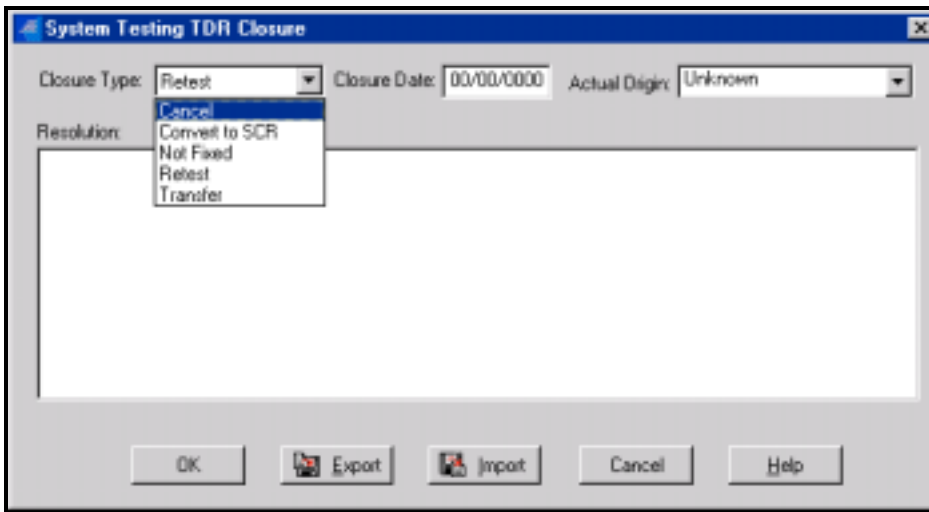 System Testing TDR Closure
Closure Type: Retest Closure Date: 00/00/0000 Actual Origin: Unknown
Cancel
Convert to SCR
Not Fixed
Retest
Transfer
Resolution:
OK Export Import Cancel Help